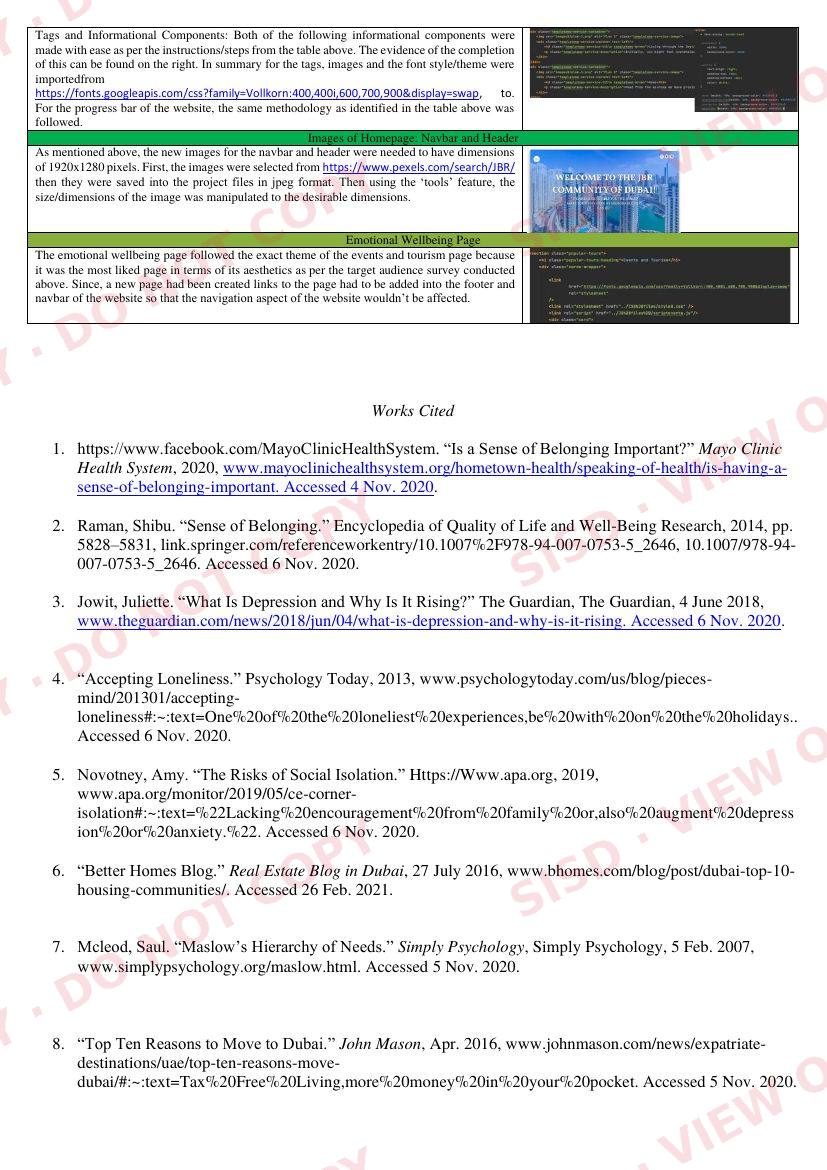 Tags and Informational Components: Both of the following informational components were
made with ease as per the instructions/steps from the table above. The evidence of the completion
of this can be found on the right. In summary for the tags, images and the font style/theme were
importedfrom
https://fonts.googleapis.com/css?family=Vollkorn:400,400i,600,700,900&display=swap, to.
For the progress bar of the website, the same methodology as identified in the table above was
followed.
Images of Homepage: Navbar and Header
As mentioned above, the new images for the navbar and header were needed to have dimensions
of 1920x1280 pixels. First, the images were selected from https://www.pexels.com/search/JBR/
then they were saved into the project files in jpeg format. Then using the ‘tools’ feature, the
size/dimensions of the image was manipulated to the desirable dimensions.
WELCOME TO THE JBR
COMMUNITY OF DUBAI!
Emotional Wellbeing Page
The emotional wellbeing page followed the exact theme of the events and tourism page because
it was the most liked page in terms of its aesthetics as per the target audience survey conducted
above. Since, a new page had been created links to the page had to be added into the footer and
navbar of the website so that the navigation aspect of the website wouldn’t be affected.
Works Cited
1. https://www.facebook.com/MayoClinicHealthSystem. “Is a Sense of Belonging Important?” Mayo Clinic
Health System, 2020, www.mayoclinichealthsystem.org/hometown-health/speaking-of-health/is-having-a-
sense-of-belonging-important. Accessed 4 Nov. 2020.
2. Raman, Shibu. “Sense of Belonging.” Encyclopedia of Quality of Life and Well-Being Research, 2014, pp.
5828–5831, link.springer.com/referenceworkentry/10.1007%2F978-94-007-0753-5_2646, 10.1007/978-94-
007-0753-5_2646. Accessed 6 Nov. 2020.
3. Jowit, Juliette. “What Is Depression and Why Is It Rising?” The Guardian, The Guardian, 4 June 2018,
www.theguardian.com/news/2018/jun/04/what-is-depression-and-why-is-it-rising. Accessed 6 Nov. 2020.
4. “Accepting Loneliness.” Psychology Today, 2013, www.psychologytoday.com/us/blog/pieces-
mind/201301/accepting-
loneliness#:~:text=One%20of%20the%20loneliest%20experiences,be%20with%20on%20the%20holidays..
Accessed 6 Nov. 2020.
5. Novotney, Amy. “The Risks of Social Isolation.” Https://Www.apa.org, 2019,
www.apa.org/monitor/2019/05/ce-corner-
isolation#:~:text=%22Lacking%20encouragement%20from%20family%20or,also%20augment%20depress
ion%20or%20anxiety.%22. Accessed 6 Nov. 2020.
6. “Better Homes Blog.” Real Estate Blog in Dubai, 27 July 2016, www.bhomes.com/blog/post/dubai-top-10-
housing-communities/. Accessed 26 Feb. 2021.
7. Mcleod, Saul. “Maslow’s Hierarchy of Needs.” Simply Psychology, Simply Psychology, 5 Feb. 2007,
www.simplypsychology.org/maslow.html. Accessed 5 Nov. 2020.
8. “Top Ten Reasons to Move to Dubai.” John Mason, Apr. 2016, www.johnmason.com/news/expatriate-
destinations/uae/top-ten-reasons-move-
dubai/#:~:text=Tax%20Free%20Living,more%20money%20in%20your%20pocket. Accessed 5 Nov. 2020.
SISD · VIEW O
Y · DO NOT COPY